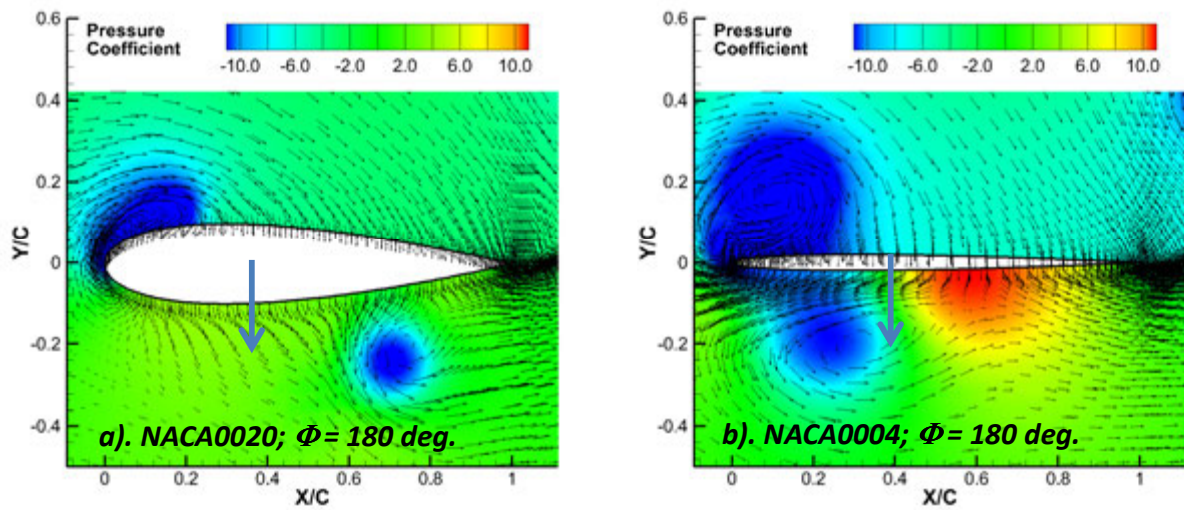 0.6
Pressure
Coefficient
-10.0 -6.0 -2.0 2.0 6.0 10.0
0.4
0.2
Y/C
0
-0.2
-0.4
a). NACA0020; Φ = 180 deg.
0 0.2 0.4 0.6 0.8 1
X/C
0.6
Pressure
Coefficient
-10.0 -6.0 -2.0 2.0 6.0 10.0
0.4
0.2
Y/C
0
-0.2
-0.4
b). NACA0004; Φ = 180 deg.
0 0.2 0.4 0.6 0.8 1
X/C